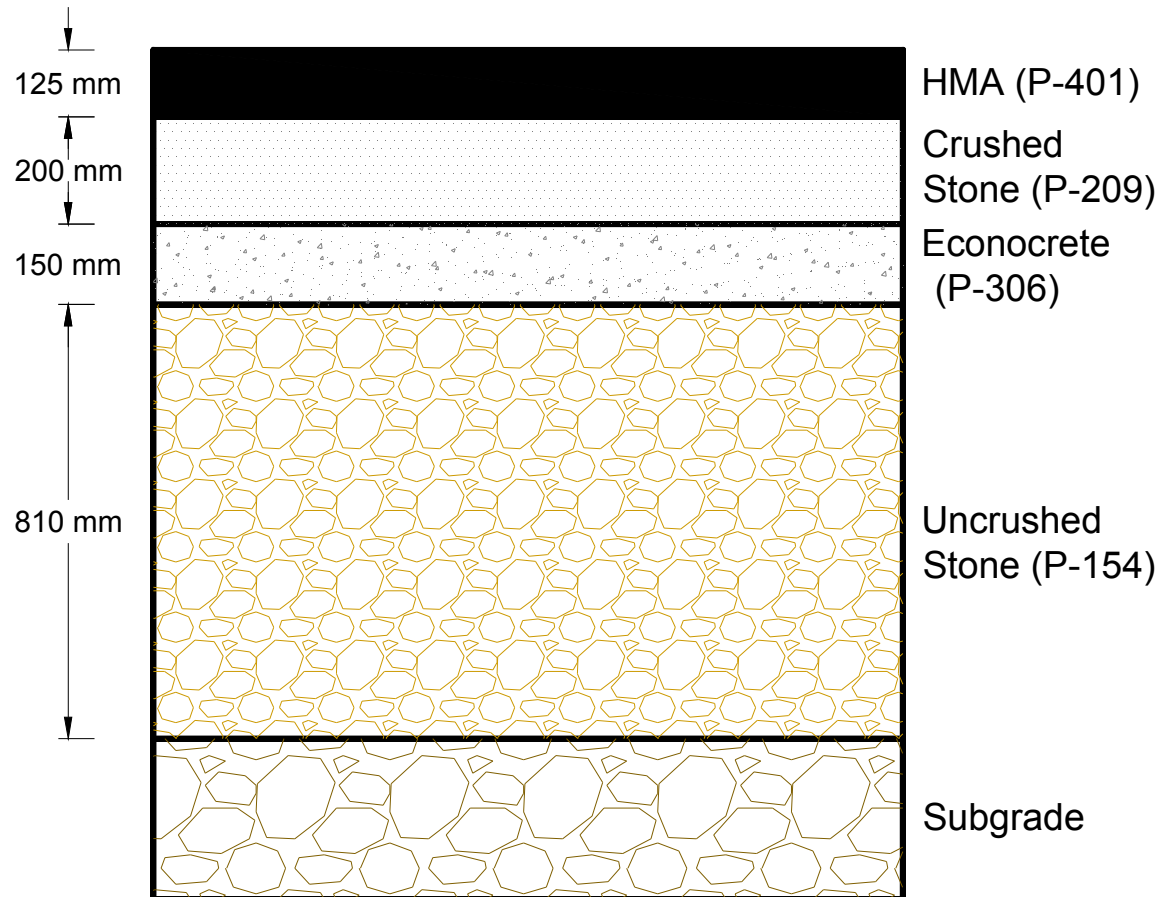 125 mm
HMA (P-401)
200 mm
Crushed
Stone (P-209)
150 mm
Econocrete
(P-306)
810 mm
Uncrushed
Stone (P-154)
Subgrade